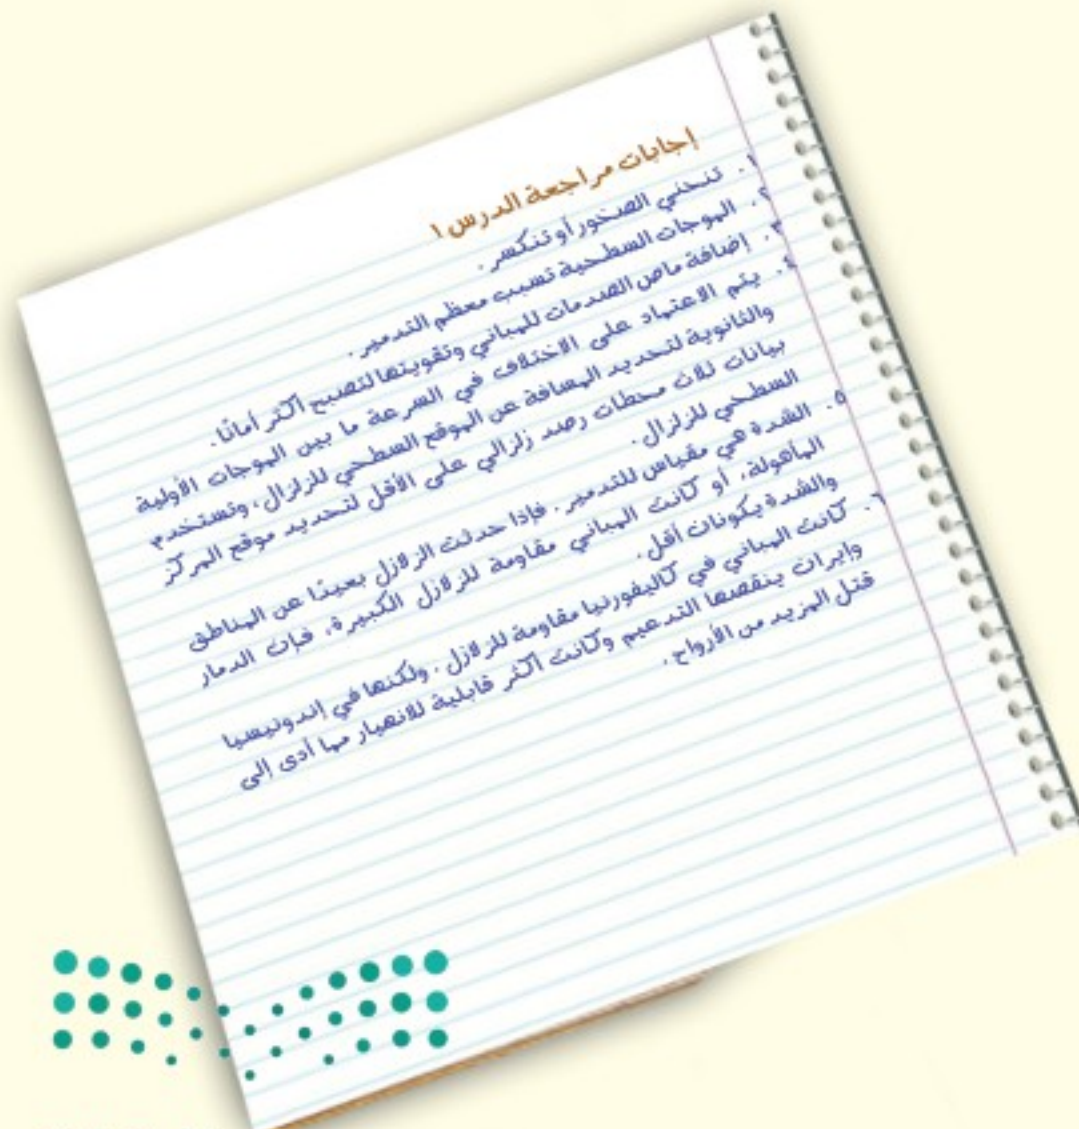 إجابات مراجعة الدرس ١
١. تنحني الصخور أو تنكسر.
٢. الموجات السطحية تسبب معظم التدمير.
٣. إضافة ماص الصدمات للمباني وتقويتها لتصبح أكثر أمانًا.
٤. يتم الاعتماد على الاختلاف في السرعة ما بين الموجات الأولية
والثانوية لتحديد المسافة عن الموقع السطحي للزلزال، وتستخدم
بيانات ثلاث محطات رصد زلزالي على الأقل لتحديد موقع المركز
السطحي للزلزال.
٥. الشدة هي مقياس للتدمير. فإذا حدثت الزلازل بعيدًا عن المناطق
المأهولة، أو كانت المباني مقاومة للزلازل الكبيرة، فإن الدمار
والشدة يكونان أقل.
٦. كانت المباني في كاليفورنيا مقاومة للزلازل. ولكنها في إندونيسيا
وإيران ينقصها التدعيم وكانت أكثر قابلية للانهيار مما أدى إلى
قتل المزيد من الأرواح.